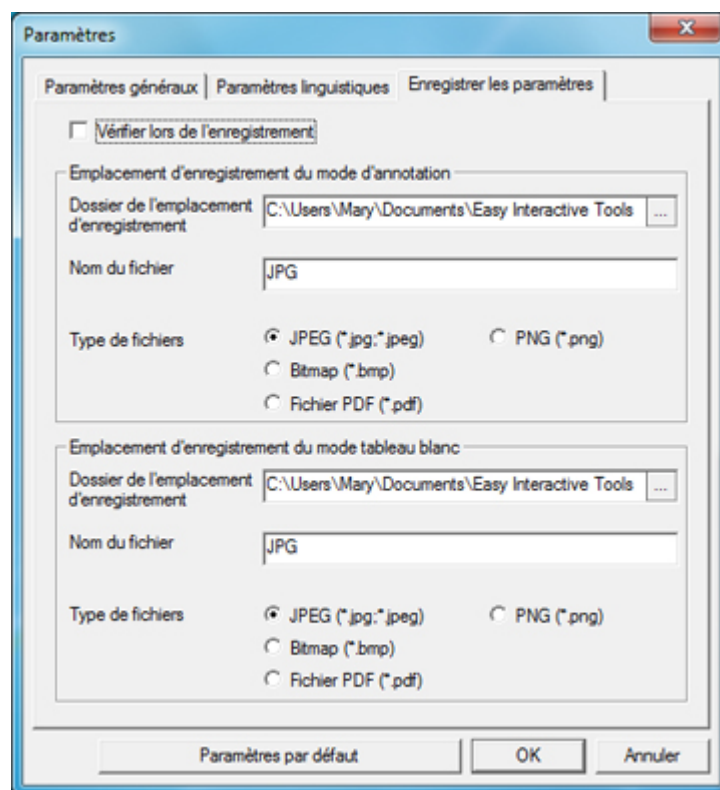 Paramètres
Paramètres généraux
Paramètres linguistiques
Enregistrer les paramètres
Vérifier lors de l'enregistrement
Emplacement d'enregistrement du mode d'annotation
Dossier de l'emplacement
d'enregistrement
C:\Users\Mary\Documents\Easy Interactive Tools
...
Nom du fichier
JPG
Type de fichiers
JPEG (*.jpg;*.jpeg)
PNG (*.png)
Bitmap (*.bmp)
Fichier PDF (*.pdf)
Emplacement d'enregistrement du mode tableau blanc
Dossier de l'emplacement
d'enregistrement
C:\Users\Mary\Documents\Easy Interactive Tools
...
Nom du fichier
JPG
Type de fichiers
JPEG (*.jpg;*.jpeg)
PNG (*.png)
Bitmap (*.bmp)
Fichier PDF (*.pdf)
Paramètres par défaut
OK
Annuler